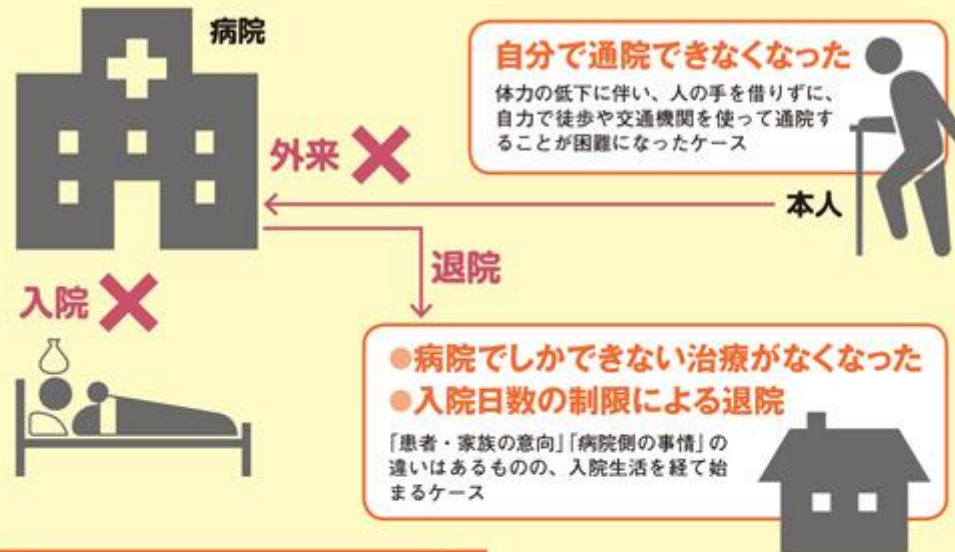 病院
自分で通院できなくなった
体力の低下に伴い、人の手を借りずに、
自力で徒歩や交通機関を使って通院す
ることが困難になったケース
外来
本人
退院
入院
●病院でしかできない治療がなくなった
●入院日数の制限による退院
「患者・家族の意向」「病院側の事情」の
違いはあるものの、入院生活を経て始
まるケース